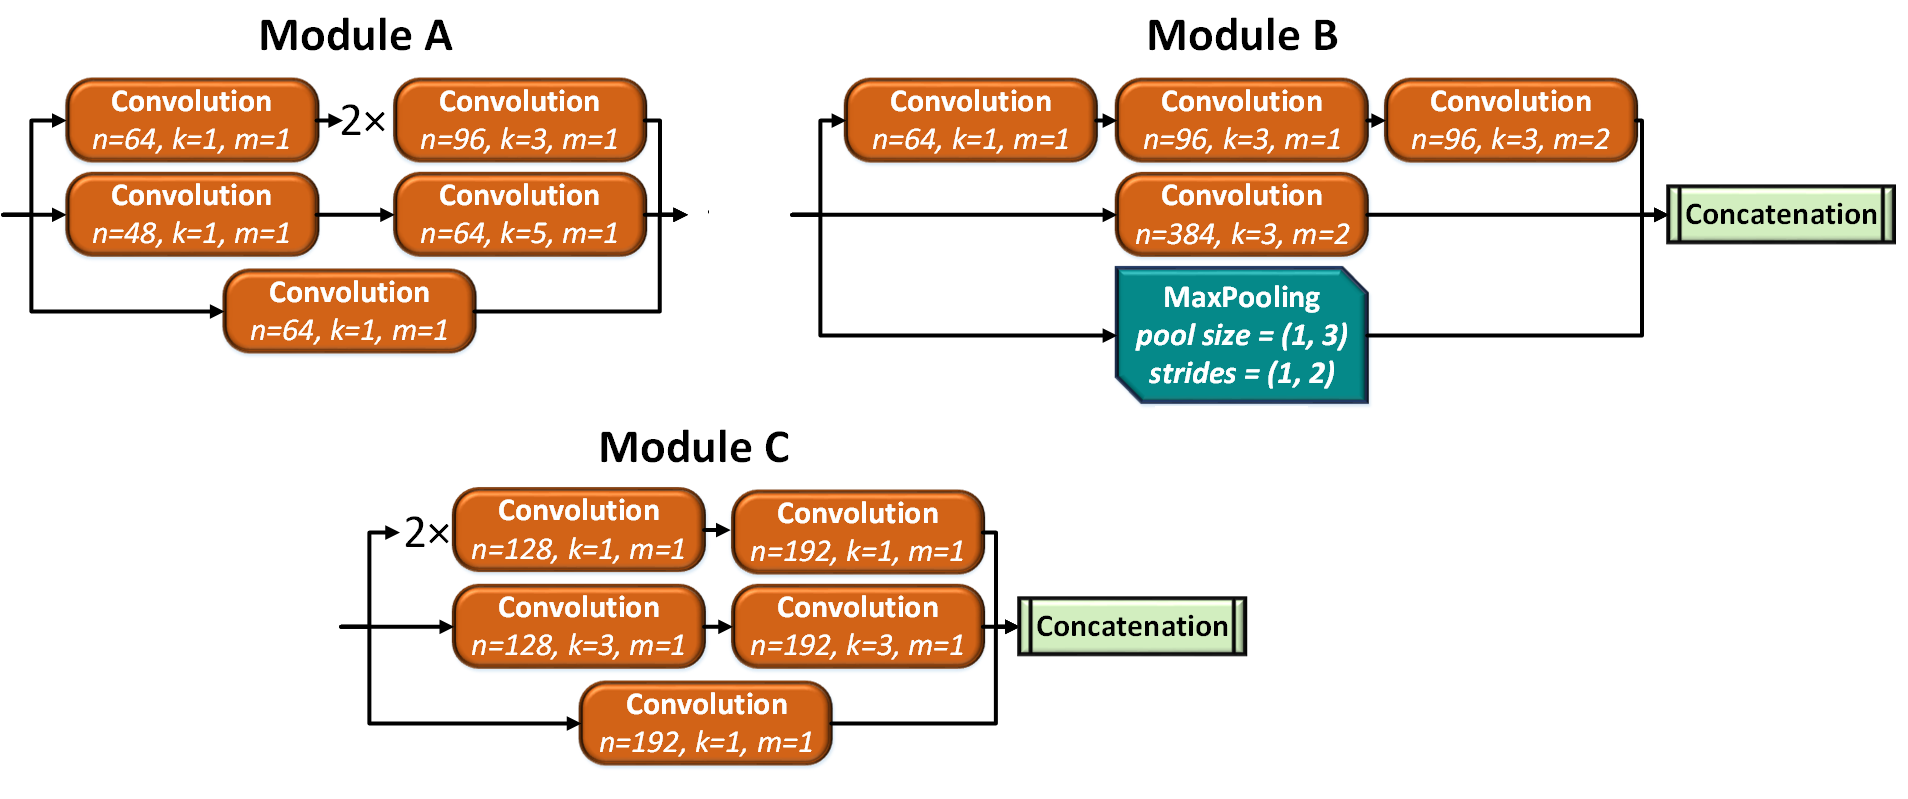 Module A
Convolution
n=64, k=1, m=1
2×
Convolution
n=96, k=3, m=1
Convolution
n=48, k=1, m=1
Convolution
n=64, k=5, m=1
Convolution
n=64, k=1, m=1
Module B
Convolution
n=64, k=1, m=1
Convolution
n=96, k=3, m=1
Convolution
n=96, k=3, m=2
Convolution
n=384, k=3, m=2
MaxPooling
pool size = (1, 3)
strides = (1, 2)
Concatenation
Module C
2×
Convolution
n=128, k=1, m=1
Convolution
n=192, k=1, m=1
Convolution
n=128, k=3, m=1
Convolution
n=192, k=3, m=1
Convolution
n=192, k=1, m=1
Concatenation